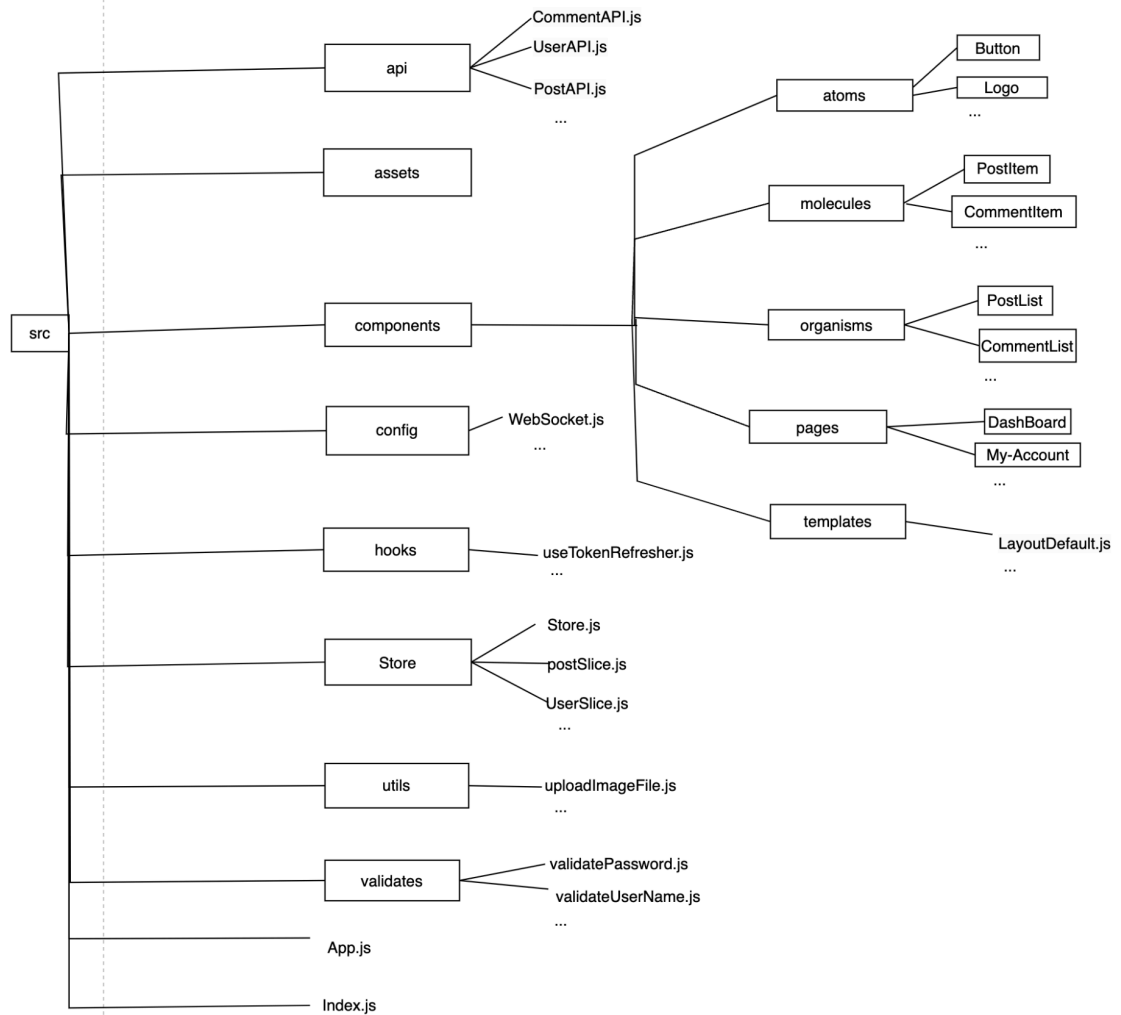 src
api
CommentAPI.js
UserAPI.js
PostAPI.js
...
assets
components
atoms
Button
Logo
...
molecules
PostItem
CommentItem
...
organisms
PostList
CommentList
...
pages
DashBoard
My-Account
...
templates
LayoutDefault.js
...
config
WebSocket.js
...
hooks
useTokenRefresher.js
...
Store
Store.js
postSlice.js
UserSlice.js
...
utils
uploadImageFile.js
...
validates
validatePassword.js
validateUserName.js
...
App.js
Index.js